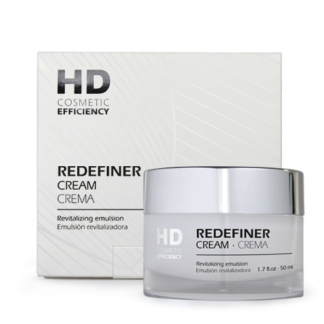 HD
COSMETIC
EFFICIENCY
REDEFINER
CREAM
CREMA
Revitalizing emulsion
Emulsión revitalizadora
HD
COSMETIC
EFFICIENCY
REDEFINER
CREAM · CREMA
Revitalizing emulsion
Emulsión revitalizadora
1.7 fl.oz · 50 ml